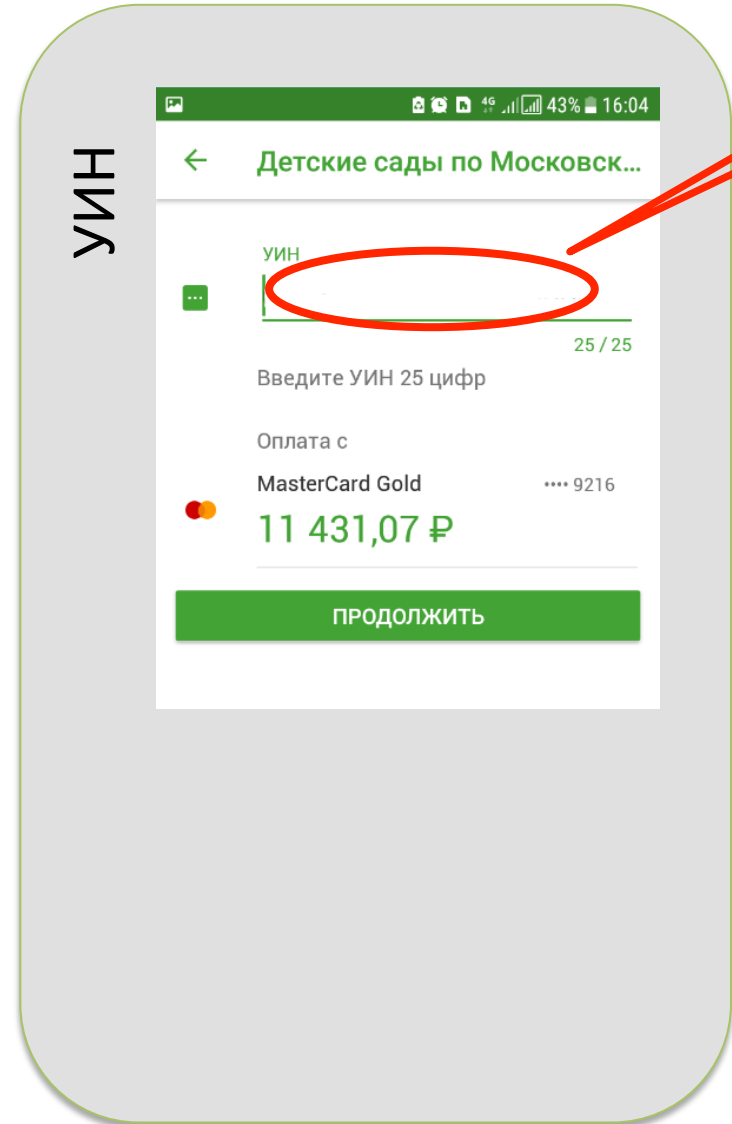 УИН
4G 43% 16:04
Детские сады по Московск...
УИН
25 / 25
Введите УИН 25 цифр
Оплата с
MasterCard Gold •••• 9216
11 431,07 ₽
ПРОДОЛЖИТЬ